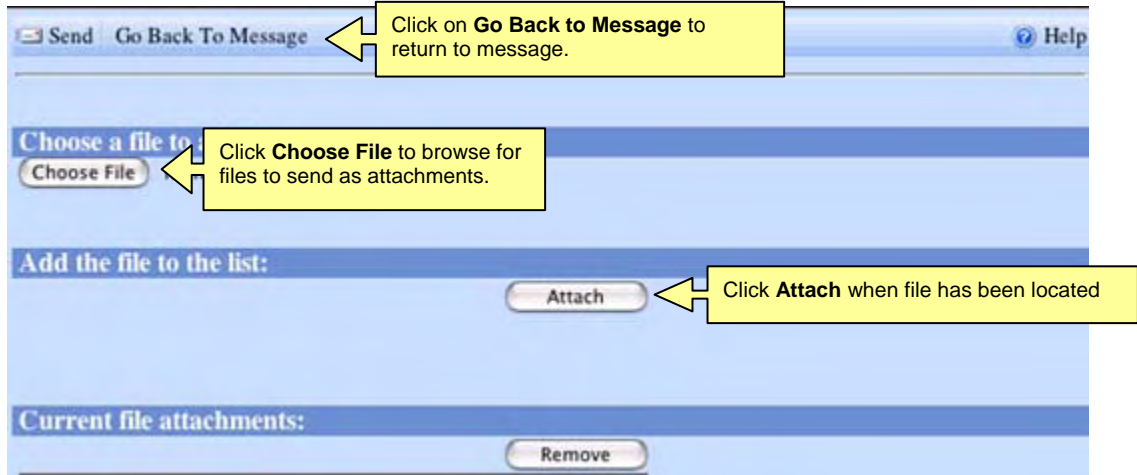 Send Go Back To Message
Click on Go Back to Message to
return to message.
Help
Choose a file to a
Click Choose File to browse for
files to send as attachments.
Choose File
Add the file to the list:
Attach
Click Attach when file has been located
Current file attachments:
Remove